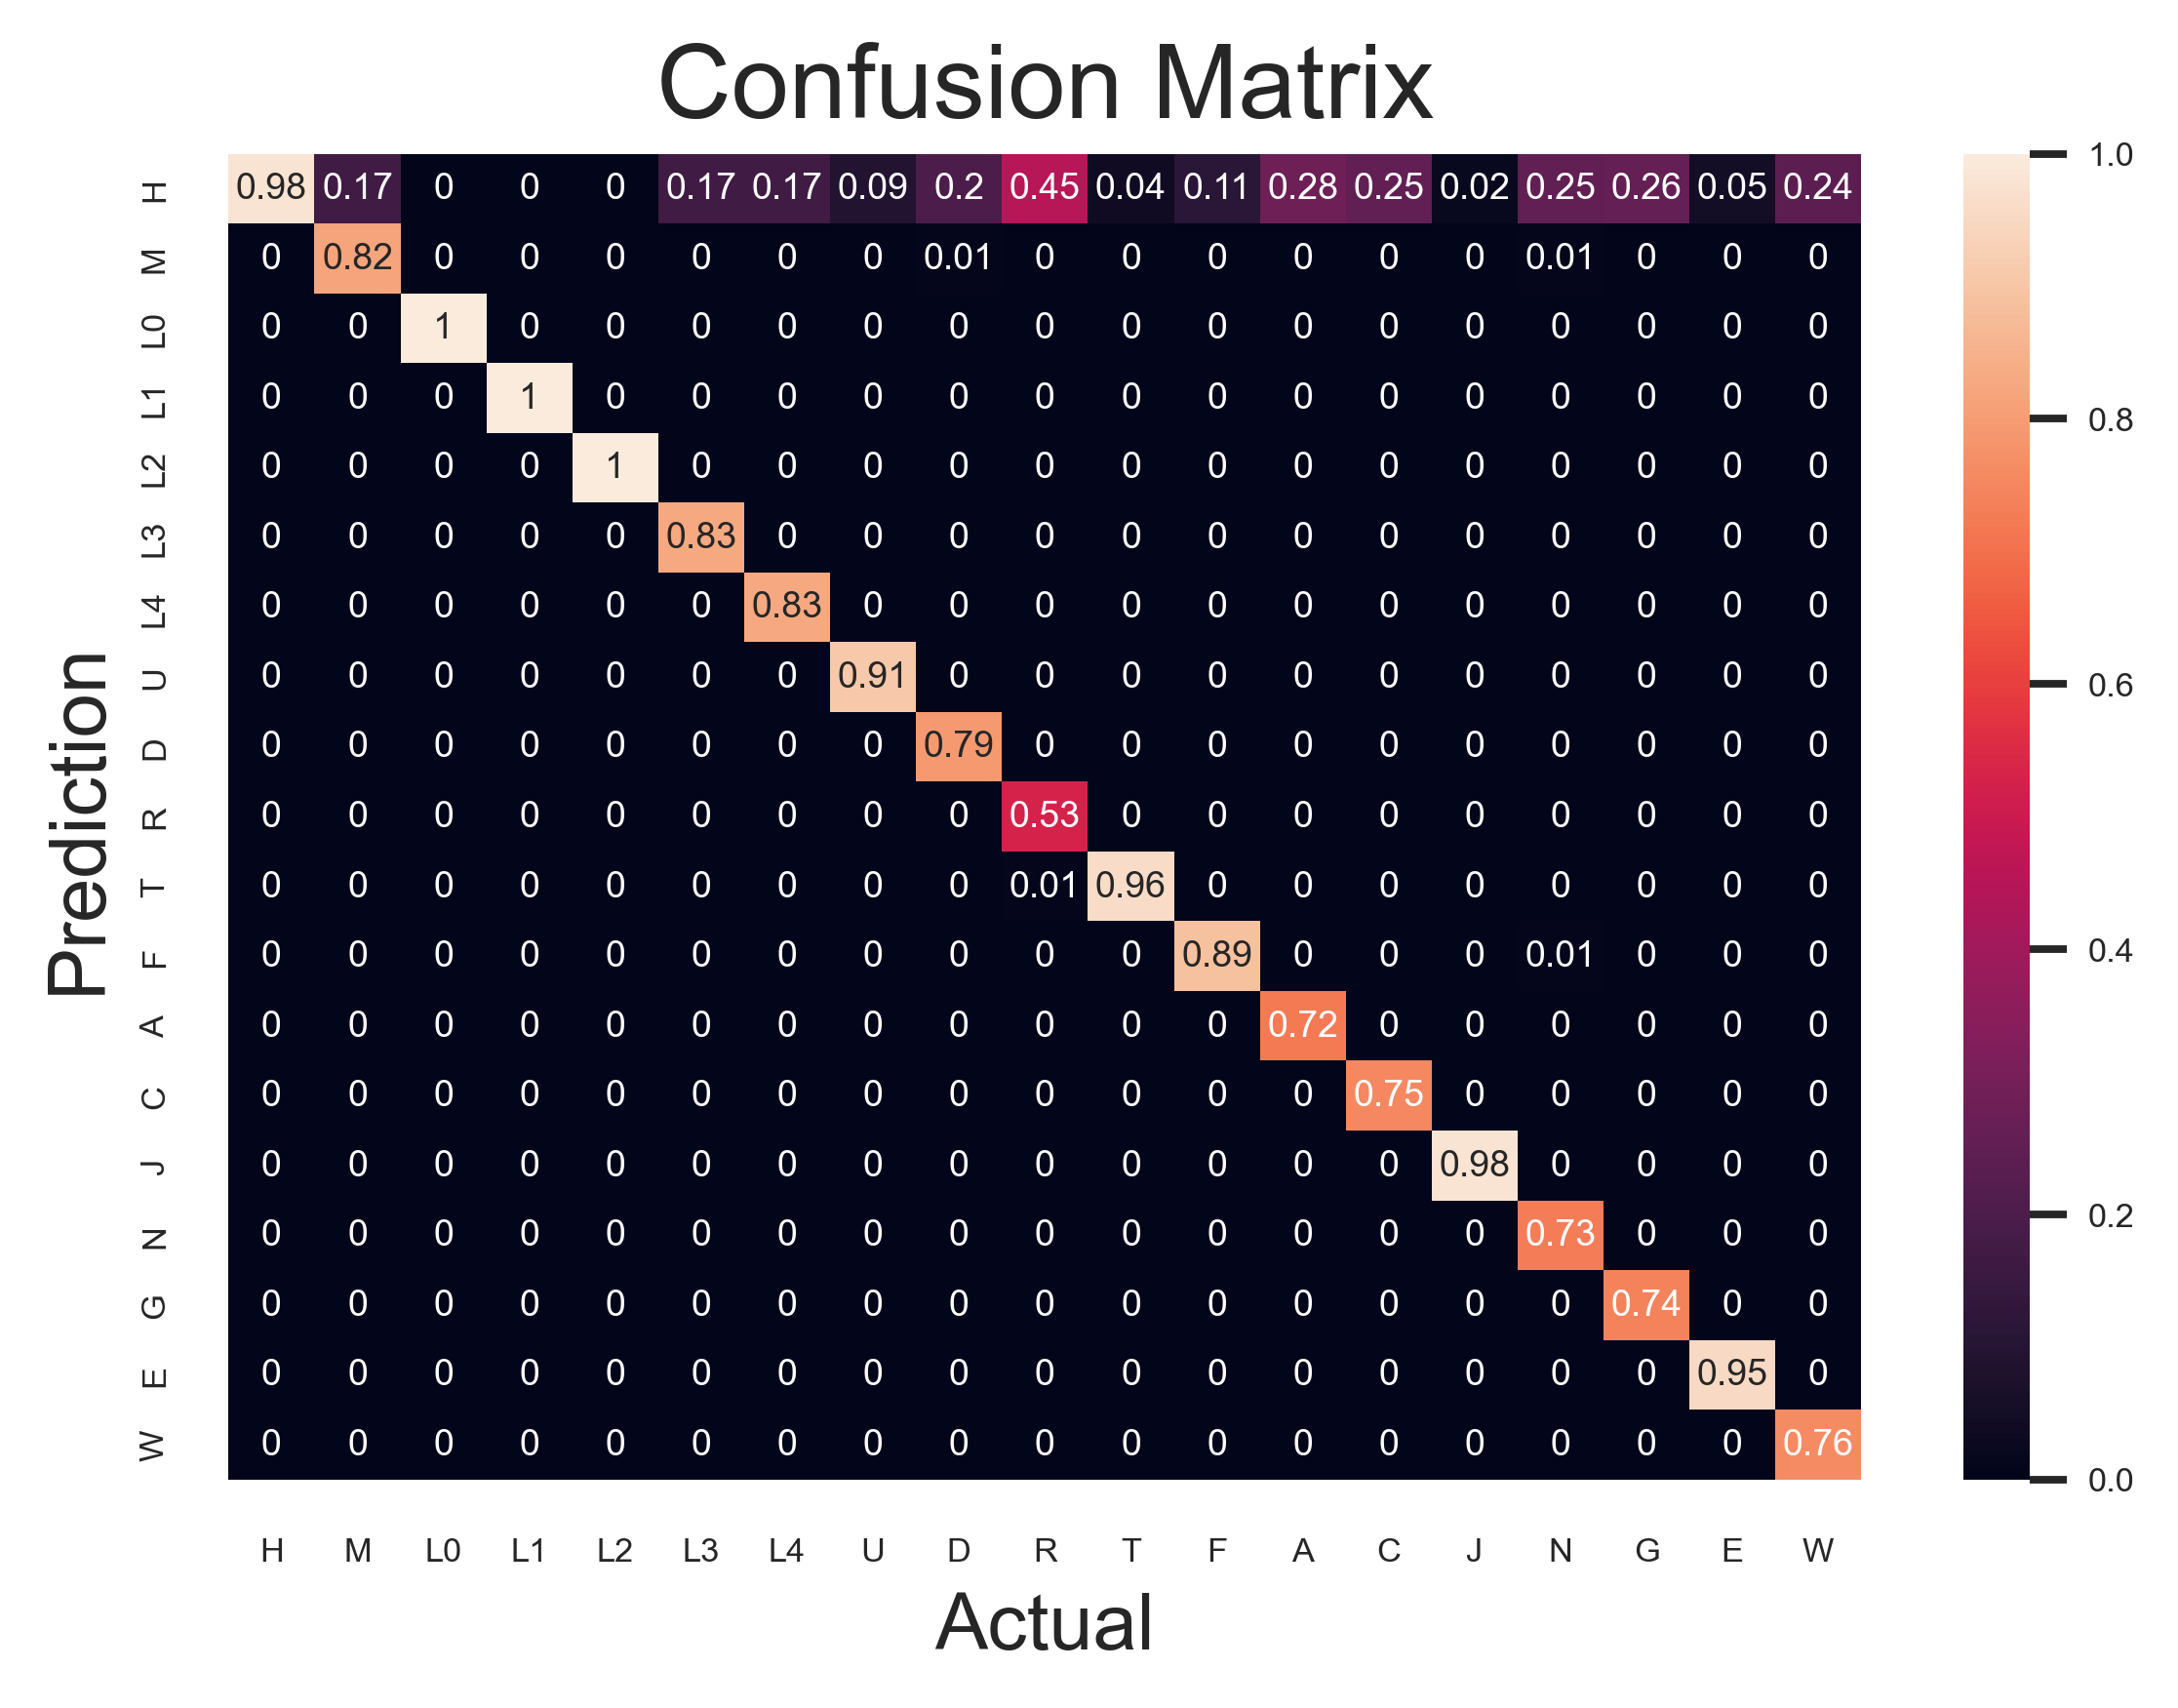 Confusion Matrix
H 0.98 0.17 0 0 0 0.17 0.17 0.09 0.2 0.45 0.04 0.11 0.28 0.25 0.02 0.25 0.26 0.05 0.24
M 0 0.82 0 0 0 0 0 0 0.01 0 0 0 0 0 0 0.01 0 0 0
L0 0 0 1 0 0 0 0 0 0 0 0 0 0 0 0 0 0 0 0
L1 0 0 0 1 0 0 0 0 0 0 0 0 0 0 0 0 0 0 0
L2 0 0 0 0 1 0 0 0 0 0 0 0 0 0 0 0 0 0 0
L3 0 0 0 0 0 0.83 0 0 0 0 0 0 0 0 0 0 0 0 0
L4 0 0 0 0 0 0 0.83 0 0 0 0 0 0 0 0 0 0 0 0
U 0 0 0 0 0 0 0 0.91 0 0 0 0 0 0 0 0 0 0 0
D 0 0 0 0 0 0 0 0 0.79 0 0 0 0 0 0 0 0 0 0
R 0 0 0 0 0 0 0 0 0 0.53 0 0 0 0 0 0 0 0 0
T 0 0 0 0 0 0 0 0 0 0.01 0.96 0 0 0 0 0 0 0 0
F 0 0 0 0 0 0 0 0 0 0 0 0.89 0 0 0 0.01 0 0 0
A 0 0 0 0 0 0 0 0 0 0 0 0 0.72 0 0 0 0 0 0
C 0 0 0 0 0 0 0 0 0 0 0 0 0 0.75 0 0 0 0 0
J 0 0 0 0 0 0 0 0 0 0 0 0 0 0 0.98 0 0 0 0
N 0 0 0 0 0 0 0 0 0 0 0 0 0 0 0 0.73 0 0 0
G 0 0 0 0 0 0 0 0 0 0 0 0 0 0 0 0 0.74 0 0
E 0 0 0 0 0 0 0 0 0 0 0 0 0 0 0 0 0 0.95 0
W 0 0 0 0 0 0 0 0 0 0 0 0 0 0 0 0 0 0 0.76
H M L0 L1 L2 L3 L4 U D R T F A C J N G E W
Prediction
Actual
1.0
0.8
0.6
0.4
0.2
0.0